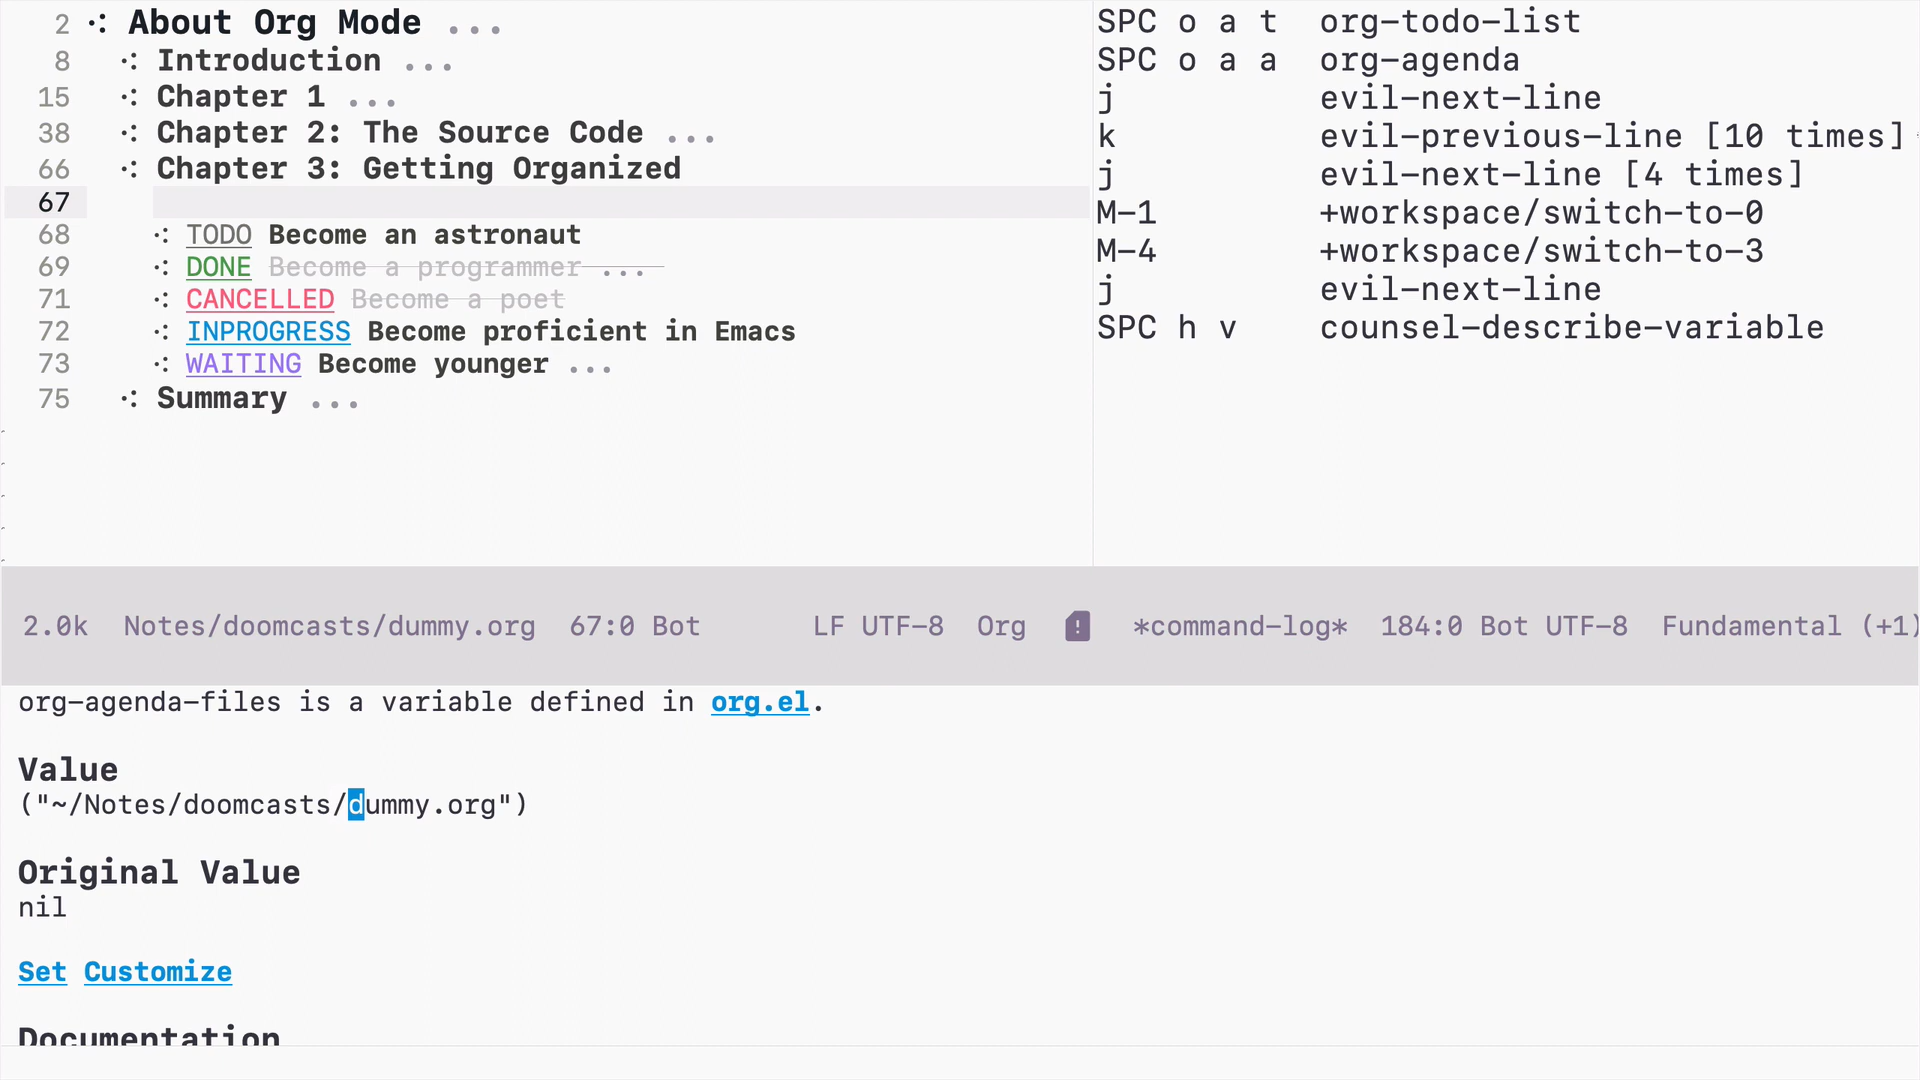 2 ·: About Org Mode ...
8 ·: Introduction ...
15 ·: Chapter 1 ...
38 ·: Chapter 2: The Source Code ...
66 ·: Chapter 3: Getting Organized
67
68 ·: TODO Become an astronaut
69 ·: DONE Become a programmer ...
71 ·: CANCELLED Become a poet
72 ·: INPROGRESS Become proficient in Emacs
73 ·: WAITING Become younger ...
75 ·: Summary ...
SPC o a t org-todo-list
SPC o a a org-agenda
j evil-next-line
k evil-previous-line [10 times]
j evil-next-line [4 times]
M-1 +workspace/switch-to-0
M-4 +workspace/switch-to-3
j evil-next-line
SPC h v counsel-describe-variable
2.0k Notes/doomcasts/dummy.org 67:0 Bot LF UTF-8 Org ! *command-log* 184:0 Bot UTF-8 Fundamental (+1)
org-agenda-files is a variable defined in org.el.
Value
("~/Notes/doomcasts/dummy.org")
Original Value
nil
Set Customize
Documentation